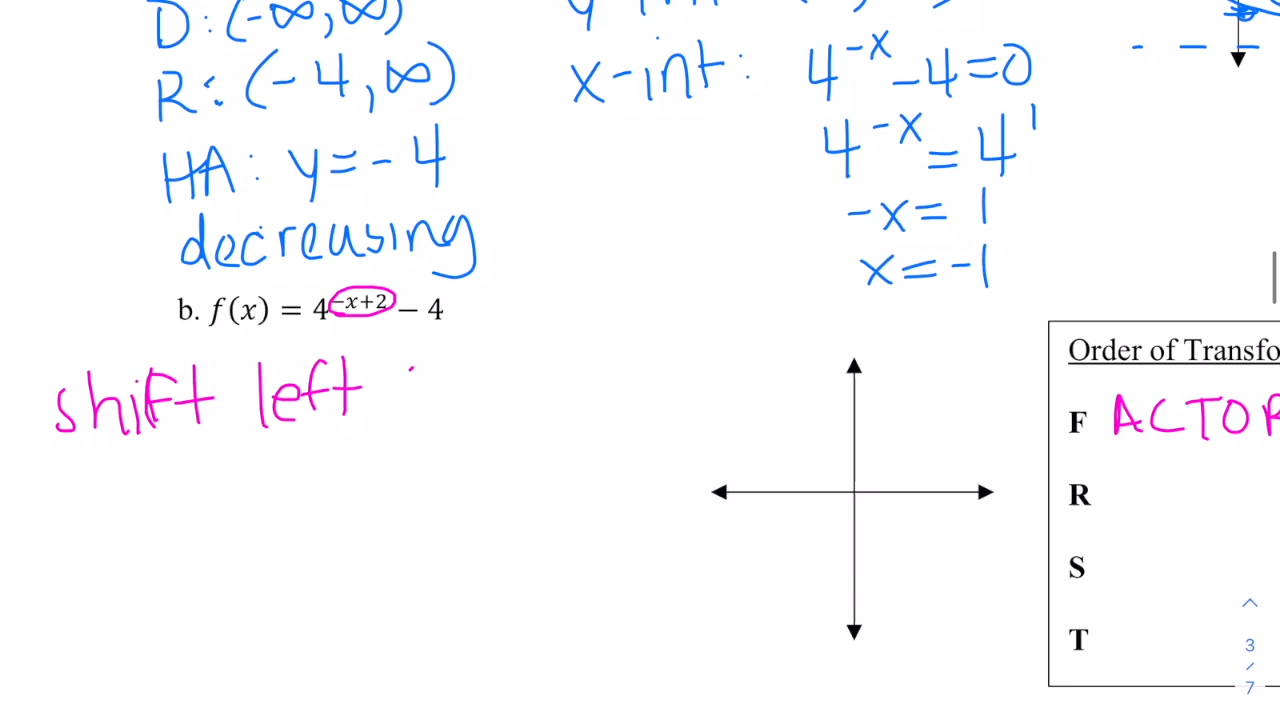 D: (-∞, ∞)
R: (-4, ∞)
HA: y = -4
decreasing
x-int: 4^{-x} - 4 = 0
4^{-x} = 4^1
-x = 1
x = -1
b. f(x) = 4^{-x+2} - 4
shift left
Order of Transfo
F ACTOR
R
S
T
3
/
7